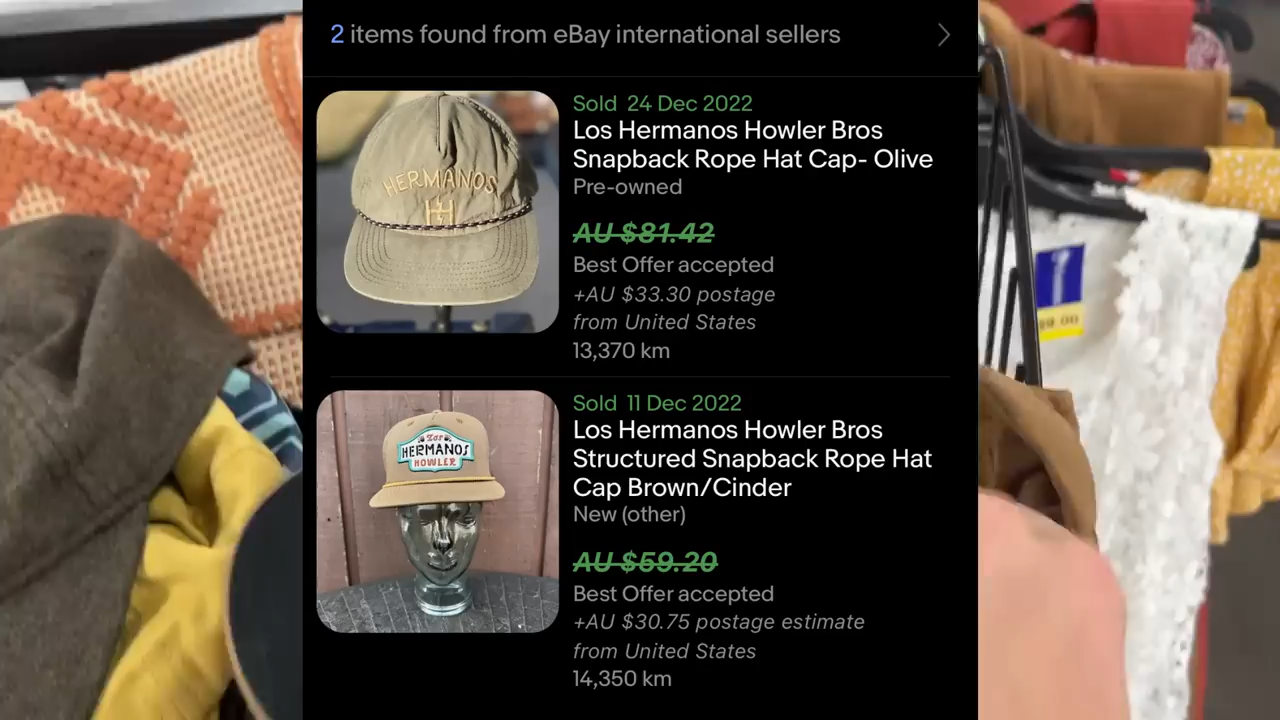 2 items found from eBay international sellers
Sold 24 Dec 2022
Los Hermanos Howler Bros
Snapback Rope Hat Cap- Olive
Pre-owned
AU $81.42
Best Offer accepted
+AU $33.30 postage
from United States
13,370 km
HERMANOS
H
Sold 11 Dec 2022
Los Hermanos Howler Bros
Structured Snapback Rope Hat
Cap Brown/Cinder
New (other)
AU $59.20
Best Offer accepted
+AU $30.75 postage estimate
from United States
14,350 km
Los
HERMANOS
HOWLER